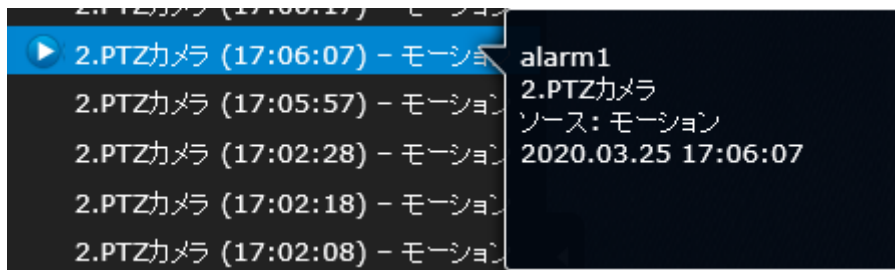 2.PTZカメラ (17:06:07) – モーショ
2.PTZカメラ (17:05:57) – モーション
2.PTZカメラ (17:02:28) – モーション
2.PTZカメラ (17:02:18) – モーション
2.PTZカメラ (17:02:08) – モーション
alarm1
2.PTZカメラ
ソース: モーション
2020.03.25 17:06:07